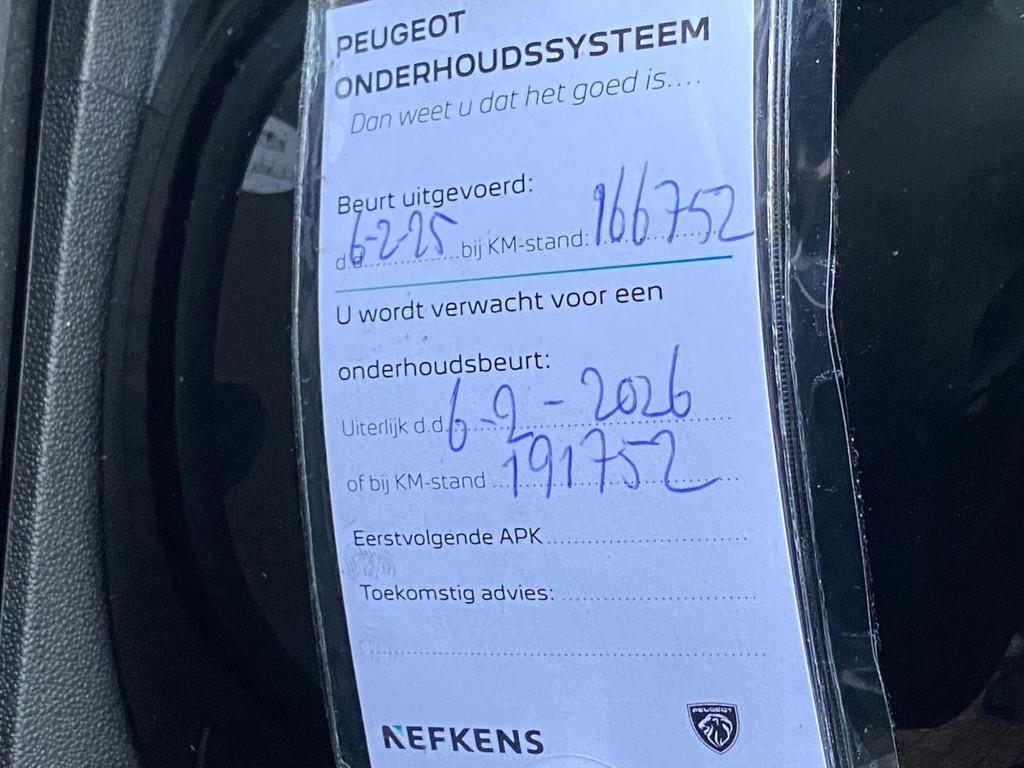 PEUGEOT
ONDERHOUDSSYSTEEM
Dan weet u dat het goed is....
Beurt uitgevoerd:
d.d. 6-2-25 bij KM-stand: 166752
U wordt verwacht voor een
onderhoudsbeurt:
Uiterlijk d.d. 6-2-2026
of bij KM-stand 191752
Eerstvolgende APK
Toekomstig advies:
NEFKENS
PEUGEOT